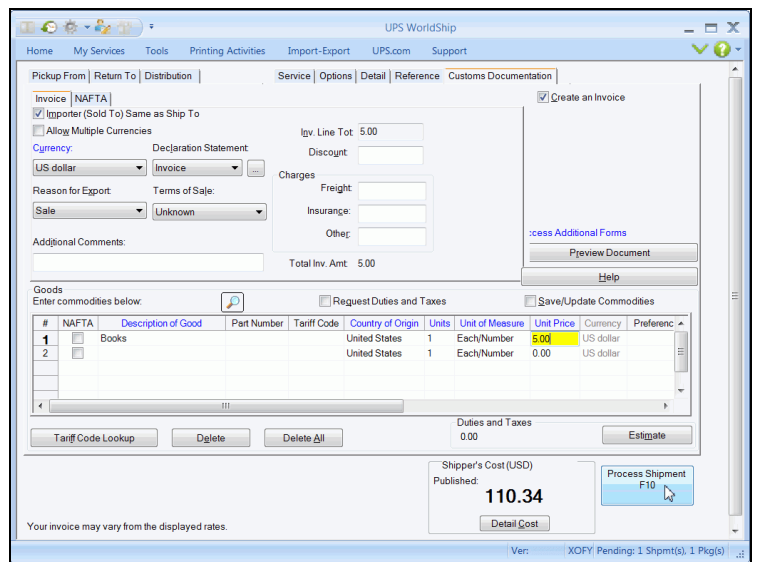 UPS WorldShip
Home My Services Tools Printing Activities Import-Export UPS.com Support
Pickup From Return To Distribution Service Options Detail Reference Customs Documentation
Invoice NAFTA
Create an Invoice
Importer (Sold To) Same as Ship To
Allow Multiple Currencies
Inv. Line Tot: 5.00
Currency: Declaration Statement: Discount:
US dollar Invoice ...
Charges
Reason for Export: Terms of Sale: Freight:
Sale Unknown Insurance:
Other:
Additional Comments:
:cess Additional Forms
Preview Document
Total Inv. Amt: 5.00
Help
Goods
Enter commodities below: Request Duties and Taxes Save/Update Commodities
# NAFTA Description of Good Part Number Tariff Code Country of Origin Units Unit of Measure Unit Price Currency Preferenc
1 Books United States 1 Each/Number 5.00 US dollar
2 United States 1 Each/Number 0.00 US dollar
Duties and Taxes
Tariff Code Lookup Delete Delete All 0.00 Estimate
Shipper's Cost (USD)
Published:
110.34
Process Shipment
F10
Detail Cost
Your invoice may vary from the displayed rates.
Ver: XOFY Pending: 1 Shpmt(s), 1 Pkg(s)